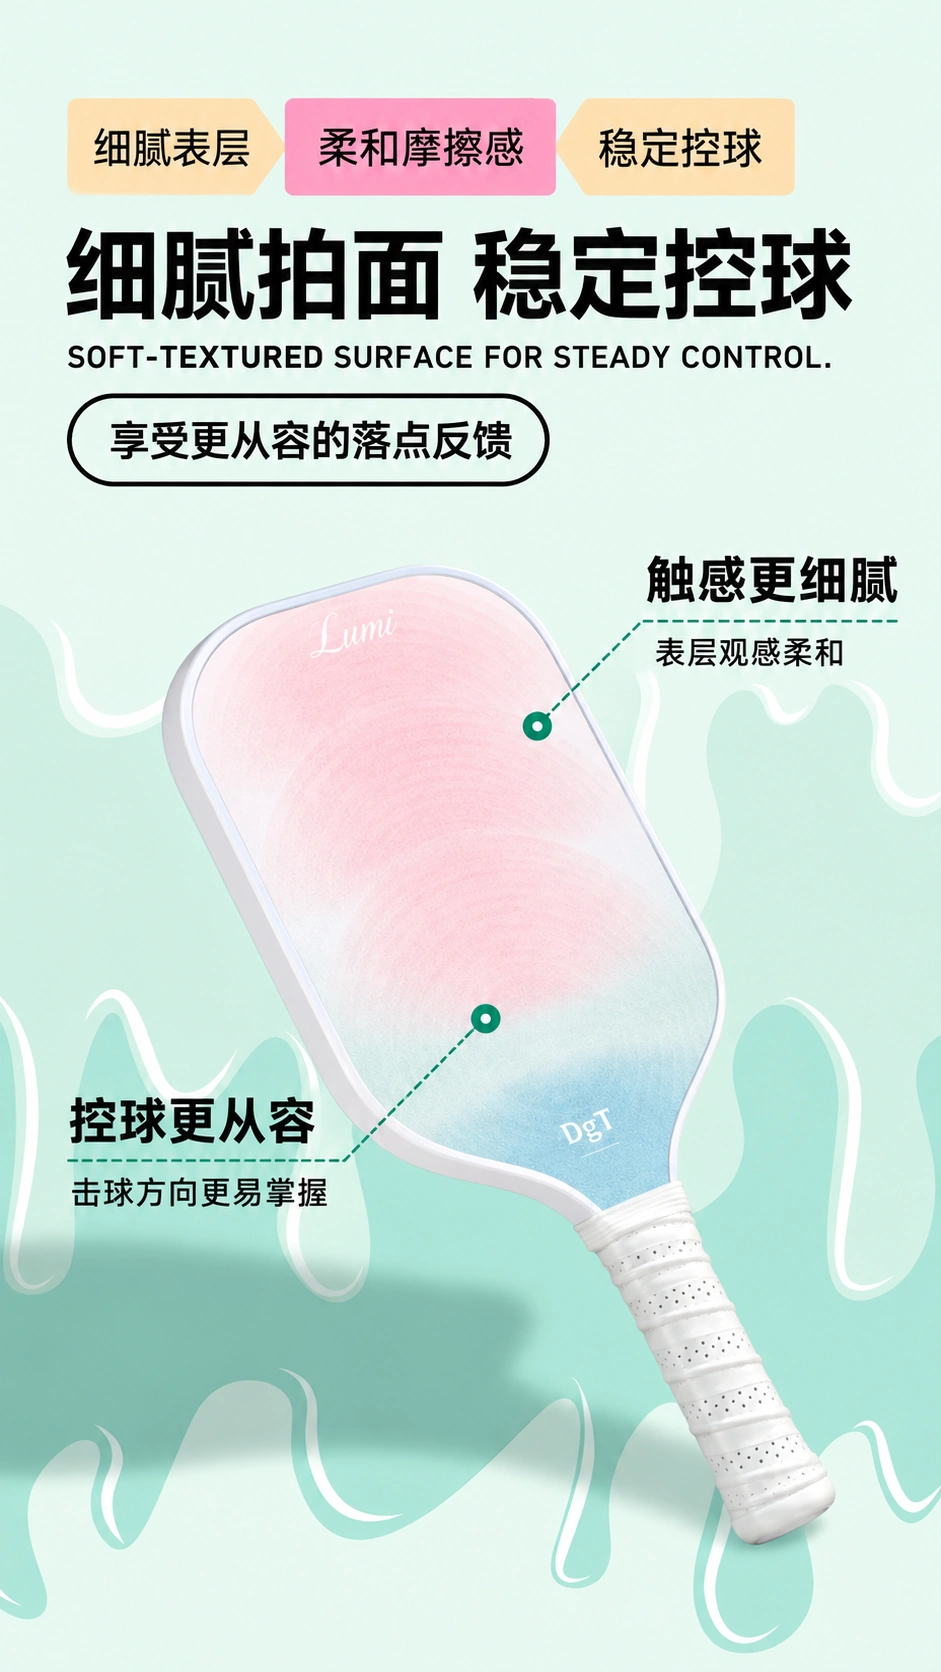 细腻表层 柔和摩擦感 稳定控球
细腻拍面 稳定控球
SOFT-TEXTURED SURFACE FOR STEADY CONTROL.
享受更从容的落点反馈
触感更细腻
表层观感柔和
Lumi
控球更从容
击球方向更易掌握
DgT